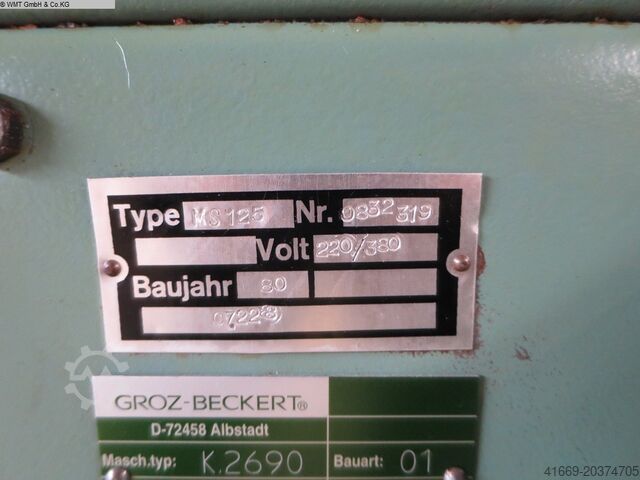 © WMT GmbH & Co.KG
Type MS 125 Nr. 9832 319
Volt 220/380
Baujahr 80
07228
GROZ-BECKERT®
D-72458 Albstadt
Masch.typ: K.2690 Bauart: 01
41669-20374705